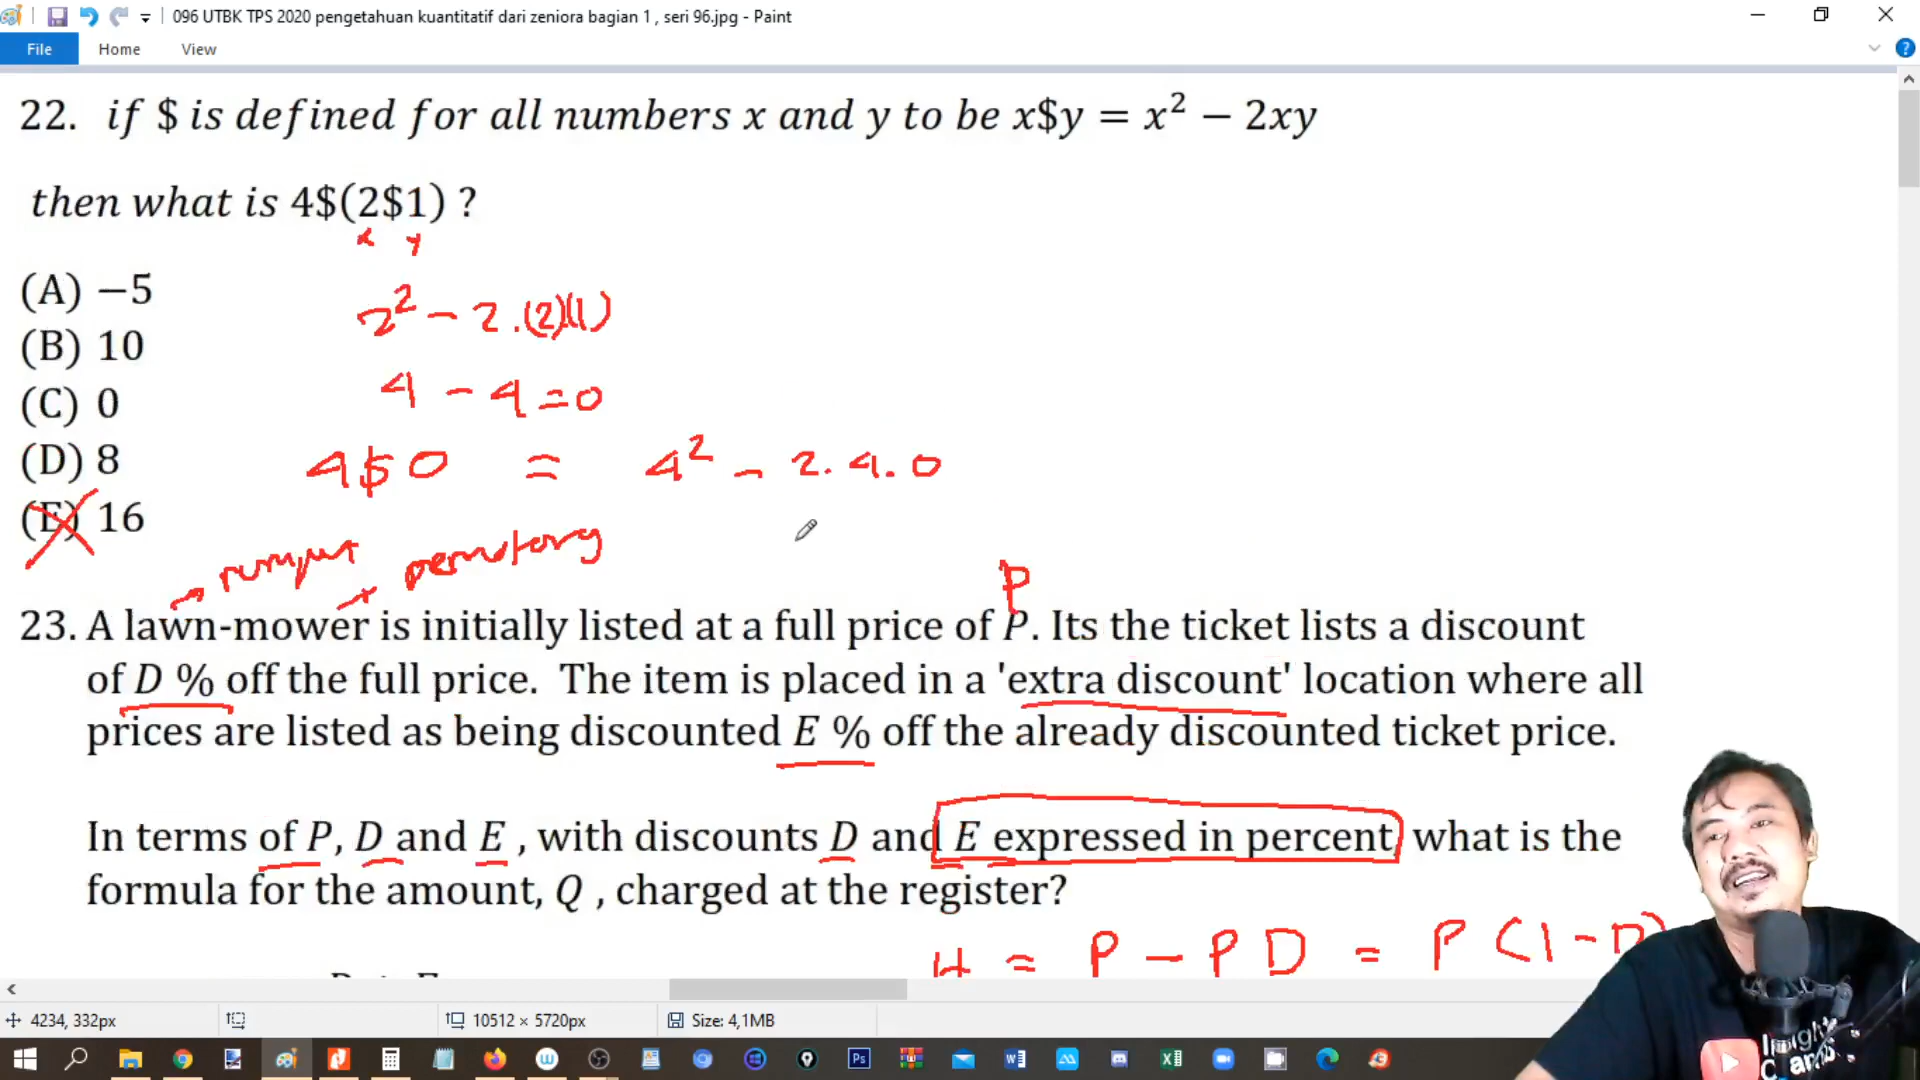 096 UTBK TPS 2020 pengetahuan kuantitatif dari zeniora bagian 1 , seri 96.jpg - Paint
File Home View
22. if $ is defined for all numbers x and y to be x$y = x² − 2xy
then what is 4$(2$1) ?
x y
(A) −5
2² - 2.(2)(1)
(B) 10
4 - 4 = 0
(C) 0
(D) 8
4$0 = 4² - 2.4.0
(E) 16
rumput pemotong
P
23. A lawn-mower is initially listed at a full price of P. Its the ticket lists a discount
of D % off the full price. The item is placed in a 'extra discount' location where all
prices are listed as being discounted E % off the already discounted ticket price.
In terms of P, D and E , with discounts D and E expressed in percent, what is the
formula for the amount, Q , charged at the register?
H = P - PD = P (1 - D)
4234, 332px
10512 × 5720px
Size: 4,1MB